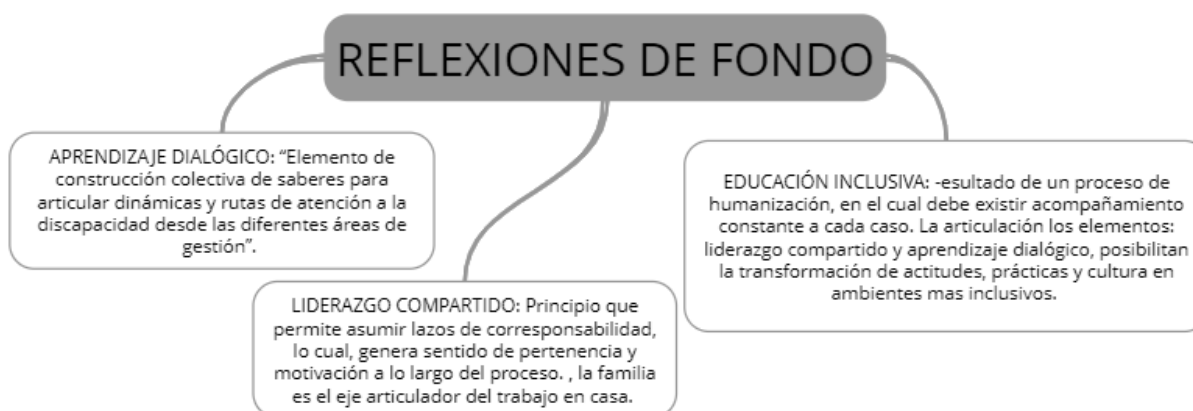 REFLEXIONES DE FONDO
APRENDIZAJE DIALÓGICO: “Elemento de
construcción colectiva de saberes para
articular dinámicas y rutas de atención a la
discapacidad desde las diferentes áreas de
gestión”.
LIDERAZGO COMPARTIDO: Principio que
permite asumir lazos de corresponsabilidad,
lo cual, genera sentido de pertenencia y
motivación a lo largo del proceso. , la familia
es el eje articulador del trabajo en casa.
EDUCACIÓN INCLUSIVA: -esultado de un proceso de
humanización, en el cual debe existir acompañamiento
constante a cada caso. La articulación los elementos:
liderazgo compartido y aprendizaje dialógico, posibilitan
la transformación de actitudes, prácticas y cultura en
ambientes mas inclusivos.